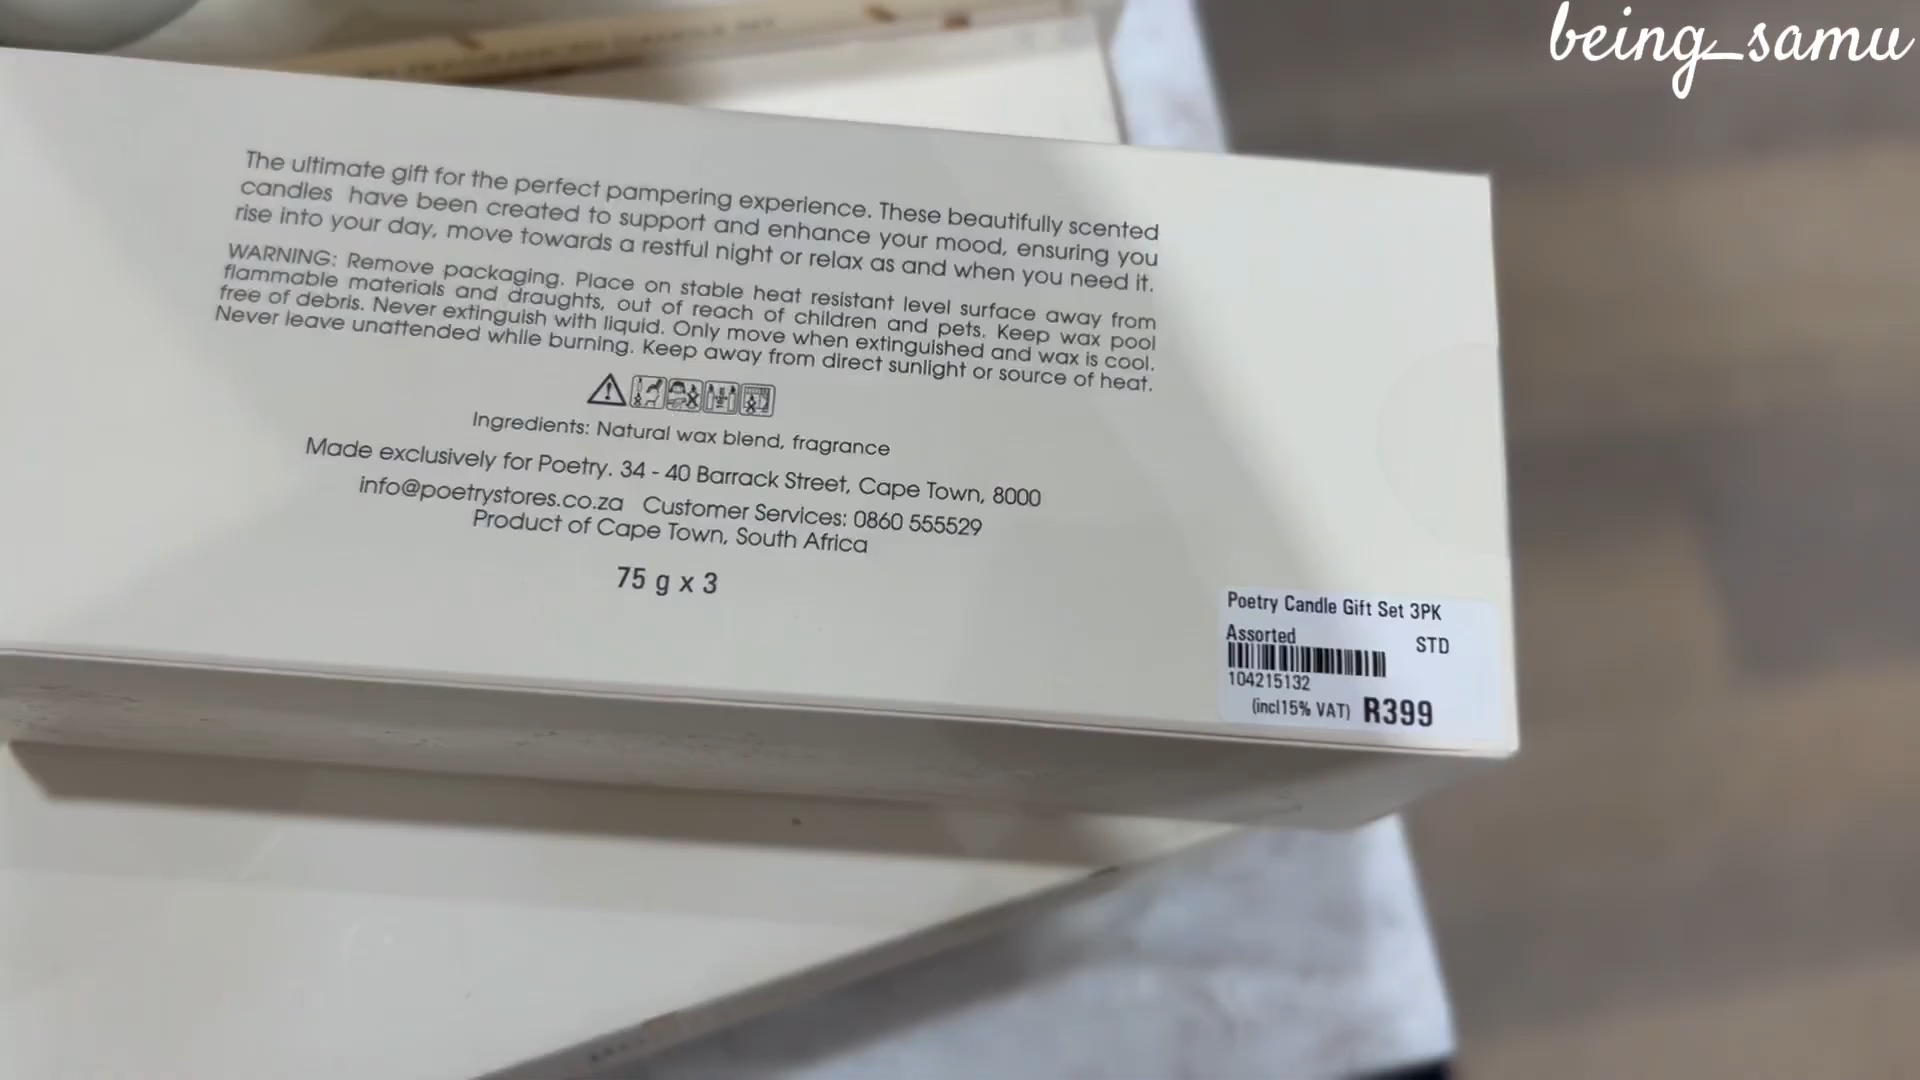 being_samu
The ultimate gift for the perfect pampering experience. These beautifully scented
candles have been created to support and enhance your mood, ensuring you
rise into your day, move towards a restful night or relax as and when you need it.
WARNING: Remove packaging. Place on stable heat resistant level surface away from
flammable materials and draughts, out of reach of children and pets. Keep wax pool
free of debris. Never extinguish with liquid. Only move when extinguished and wax is cool.
Never leave unattended while burning. Keep away from direct sunlight or source of heat.
Ingredients: Natural wax blend, fragrance
Made exclusively for Poetry. 34 - 40 Barrack Street, Cape Town, 8000
info@poetrystores.co.za Customer Services: 0860 555529
Product of Cape Town, South Africa
75 g x 3
Poetry Candle Gift Set 3PK
Assorted STD
104215132
(incl15% VAT) R399